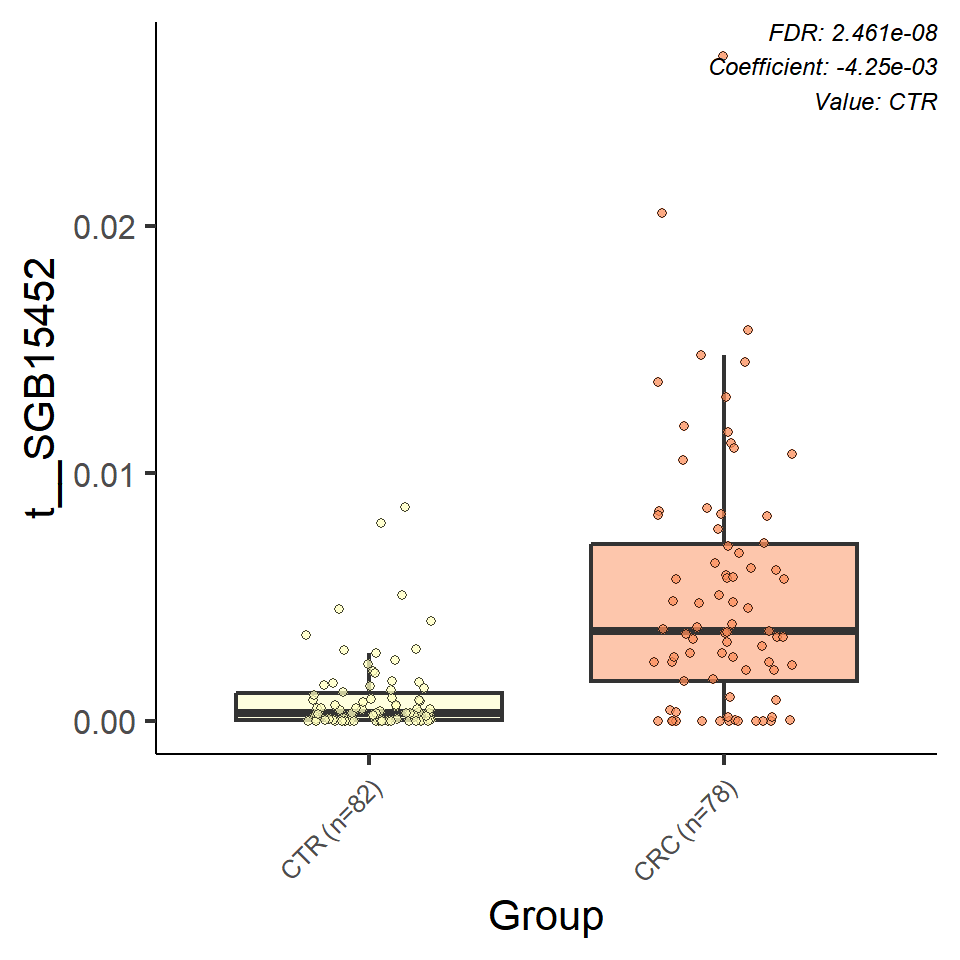 FDR: 2.461e-08
Coefficient: -4.25e-03
Value: CTR
t__SGB15452
0.02
0.01
0.00
CTR (n=82)
CRC (n=78)
Group